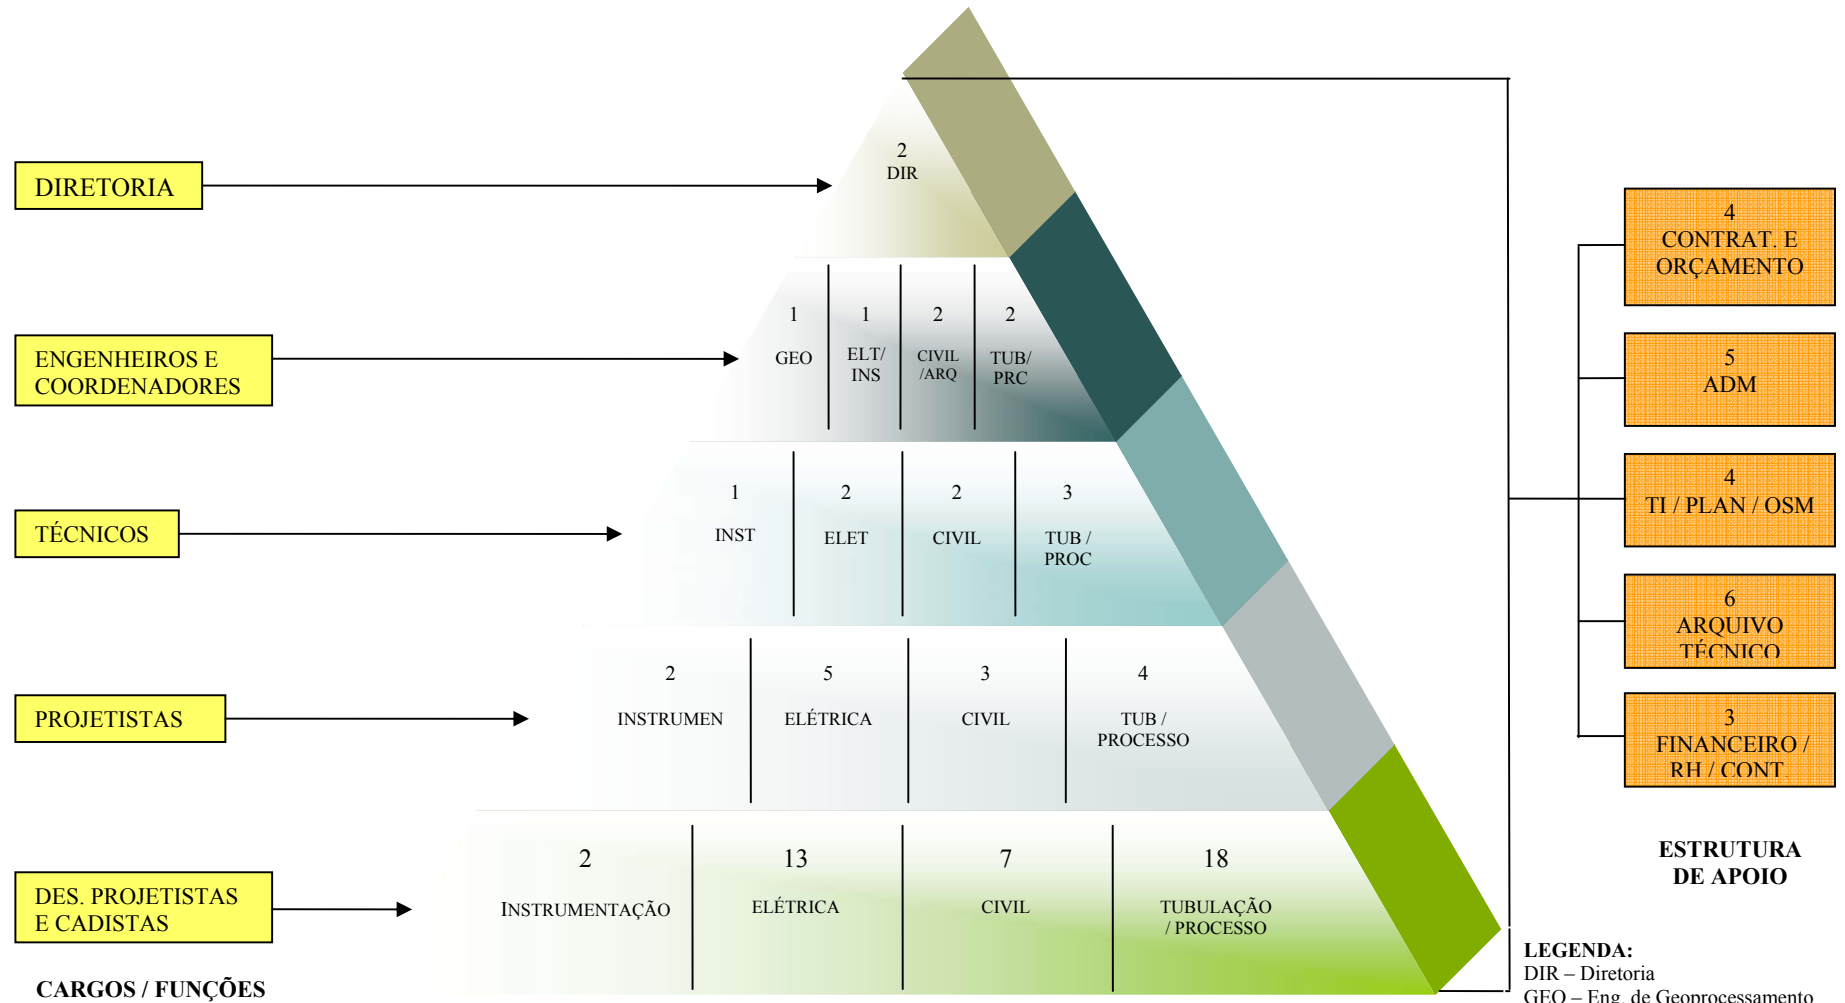 2
DIR
DIRETORIA
4
CONTRAT. E
ORÇAMENTO
1
GEO
1
ELT/
INS
2
CIVIL
/ARQ
2
TUB/
PRC
ENGENHEIROS E
COORDENADORES
5
ADM
1
INST
2
ELET
2
CIVIL
3
TUB /
PROC
TÉCNICOS
4
TI / PLAN / OSM
6
ARQUIVO
TÉCNICO
2
INSTRUMEN
5
ELÉTRICA
3
CIVIL
4
TUB /
PROCESSO
PROJETISTAS
3
FINANCEIRO /
RH / CONT.
2
INSTRUMENTAÇÃO
13
ELÉTRICA
7
CIVIL
18
TUBULAÇÃO
/ PROCESSO
DES. PROJETISTAS
E CADISTAS
ESTRUTURA
DE APOIO
CARGOS / FUNÇÕES
LEGENDA:
DIR – Diretoria
GEO – Eng. de Geoprocessamento